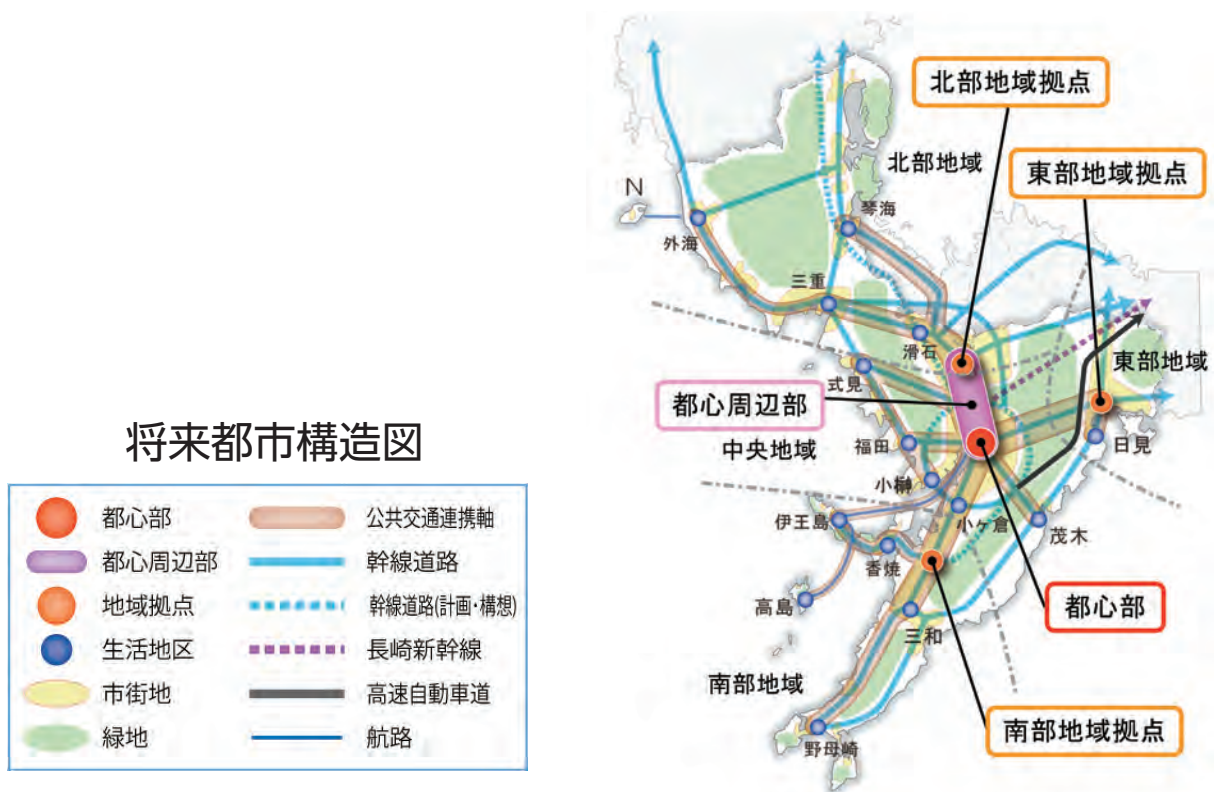 将来都市構造図
都心部
都心周辺部
地域拠点
生活地区
市街地
緑地
公共交通連携軸
幹線道路
幹線道路(計画・構想)
長崎新幹線
高速自動車道
航路
北部地域拠点
北部地域
東部地域拠点
N
琴海
外海
三重
滑石
東部地域
式見
都心周辺部
中央地域
福田
日見
小榊
伊王島
小ヶ倉
茂木
香焼
高島
都心部
三和
南部地域
南部地域拠点
野母崎